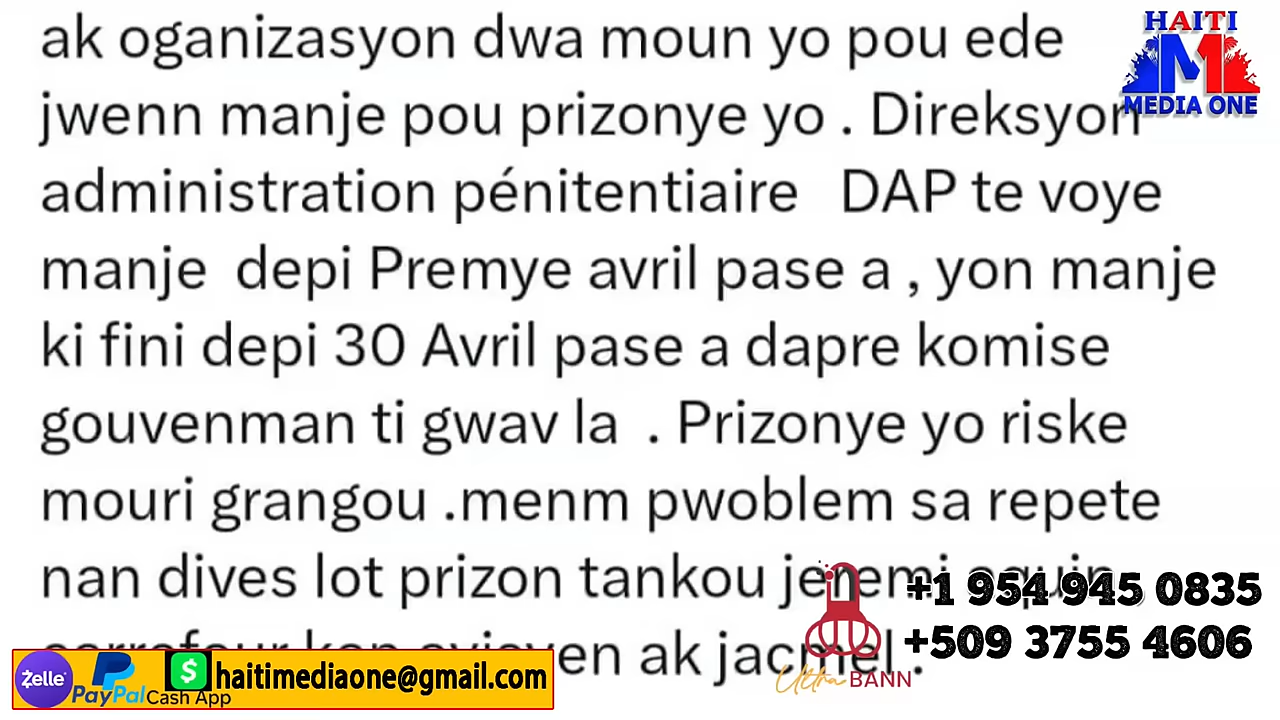 ak oganizasyon dwa moun yo pou ede
jwenn manje pou prizonye yo . Direksyon
administration pénitentiaire DAP te voye
manje depi Premye avril pase a , yon manje
ki fini depi 30 Avril pase a dapre komise
gouvenman ti gwav la . Prizonye yo riske
mouri grangou .menm pwoblem sa repete
nan dives lot prizon tankou jeremi
ak jacmel .
HAITI
M
MEDIA ONE
+1 954 945 0835
+509 3755 4606
Zelle
PayPal
$
Cash App
haitimediaone@gmail.com
Ultra BANN